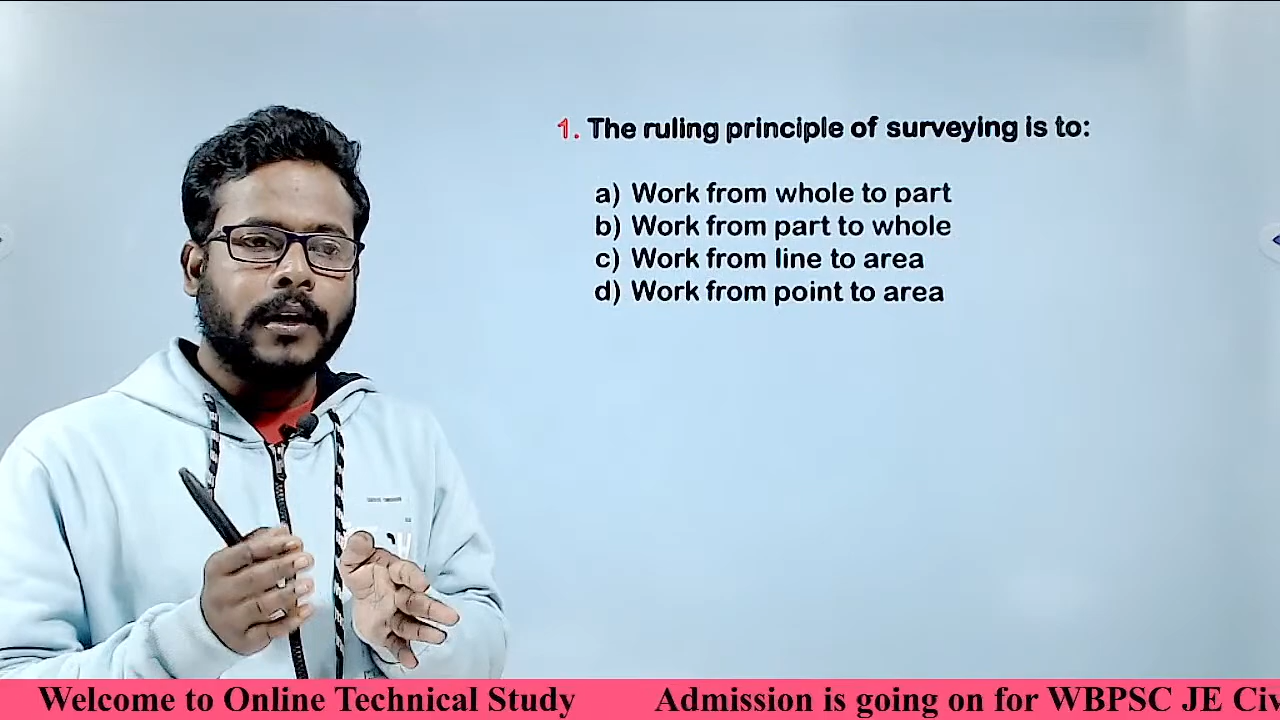 1. The ruling principle of surveying is to:
a) Work from whole to part
b) Work from part to whole
c) Work from line to area
d) Work from point to area
Welcome to Online Technical Study Admission is going on for WBPSC JE Civ